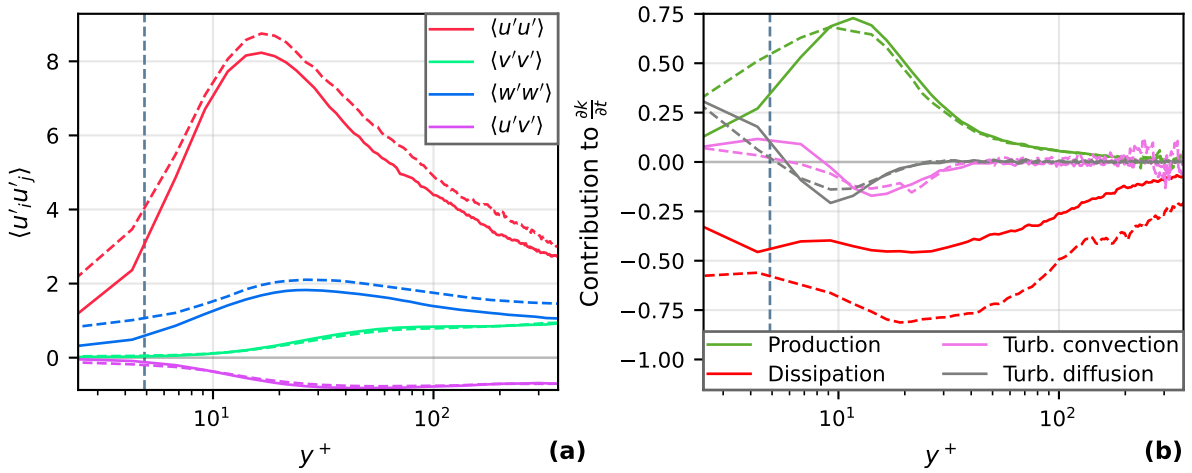 ⟨u′ᵢu′ⱼ⟩
8
6
4
2
0
10¹
10²
y⁺
(a)
⟨u′u′⟩
⟨v′v′⟩
⟨w′w′⟩
⟨u′v′⟩
Contribution to ∂k/∂t
0.75
0.50
0.25
0.00
−0.25
−0.50
−0.75
−1.00
Production
Dissipation
Turb. convection
Turb. diffusion
10¹
10²
y⁺
(b)